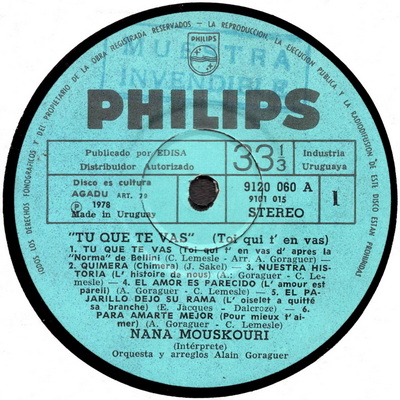 (TODOS LOS DERECHOS FONOGRAFICOS Y DEL PROPIETARIO DE LA OBRA REGISTRADA RESERVADOS - LA REPRODUCCION, LA EJECUCION PUBLICA Y LA RADIODIFUSION DE ESTE DISCO ESTAN PROHIBIDAS)
MUESTRA
INVENDIBLE
PHILIPS
PHILIPS
Publicado por EDISA
Distribuidor Autorizado
33 1/3
Industria
Uruguaya
Disco es cultura
AGADU ART. 79
Ⓟ 1978
Made in Uruguay
9120 060 A
9101 015
STEREO
1
"TU QUE TE VAS" (Toi qui t' en vas)
1. TU QUE TE VAS (Toi qui t' en vas d' après la
"Norma" de Bellini) (C. Lemesle - Arr. A. Goraguer) -
2. QUIMERA (Chimera) (J. Sakel) - 3. NUESTRA HIS-
TORIA (L' histoire de nous) (A.: Goraguer - C. Le-
mesle) - 4. EL AMOR ES PARECIDO (L' amour est
pareil) (A. Goraguer - C. Lemesle) - 5. EL PA-
JARILLO DEJO SU RAMA (L' oiselet a quitté
sa branche) (E. Jacques - Dalcroze) - 6.
PARA AMARTE MEJOR (Pour mieux t' ai-
mer) (A. Goraguer - C. Lemesle)
NANA MOUSKOURI
(Intérprete)
Orquesta y arreglos Alain Goraguer